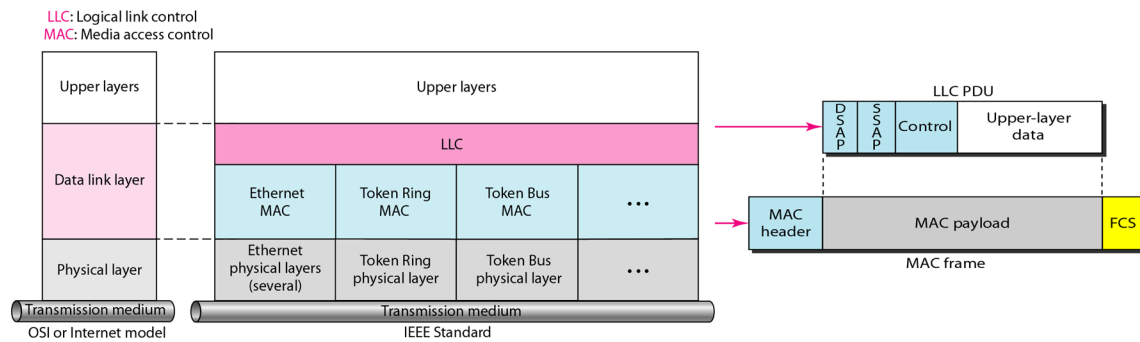 LLC: Logical link control
MAC: Media access control
Upper layers
Data link layer
Physical layer
Transmission medium
OSI or Internet model
Upper layers
LLC
Ethernet
MAC
Token Ring
MAC
Token Bus
MAC
•••
Ethernet
physical layers
(several)
Token Ring
physical layer
Token Bus
physical layer
•••
Transmission medium
IEEE Standard
LLC PDU
DSAP
SSAP
Control
Upper-layer
data
MAC
header
MAC payload
FCS
MAC frame